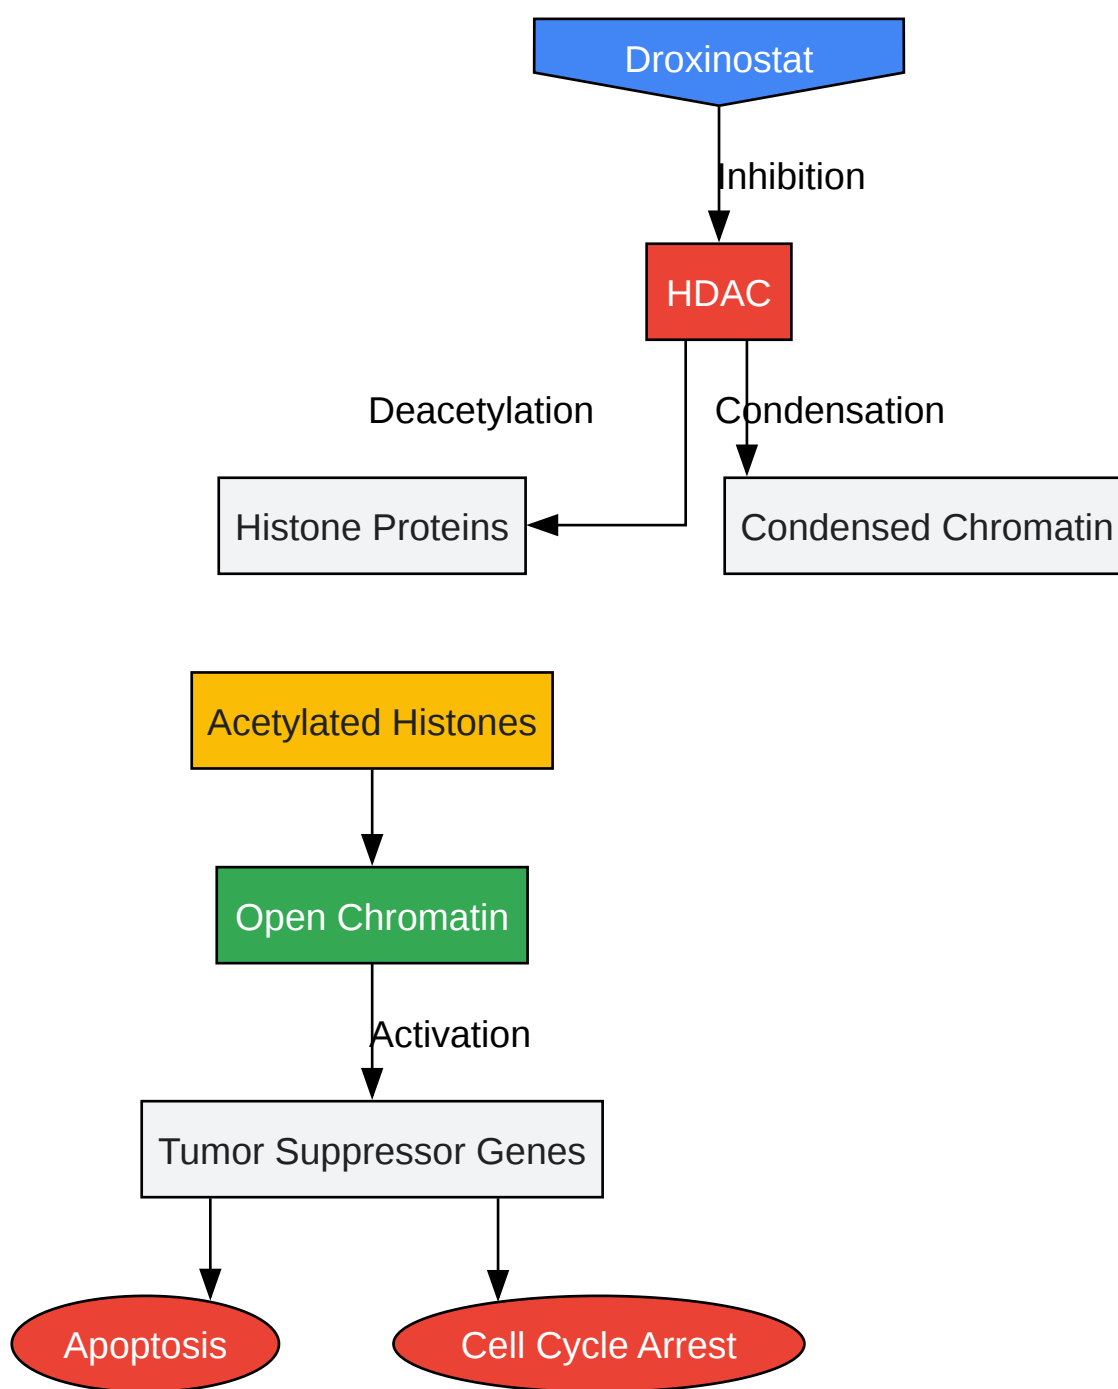 Droxinostat
Inhibition
HDAC
Deacetylation
Condensation
Histone Proteins
Condensed Chromatin
Acetylated Histones
Open Chromatin
Activation
Tumor Suppressor Genes
Apoptosis
Cell Cycle Arrest